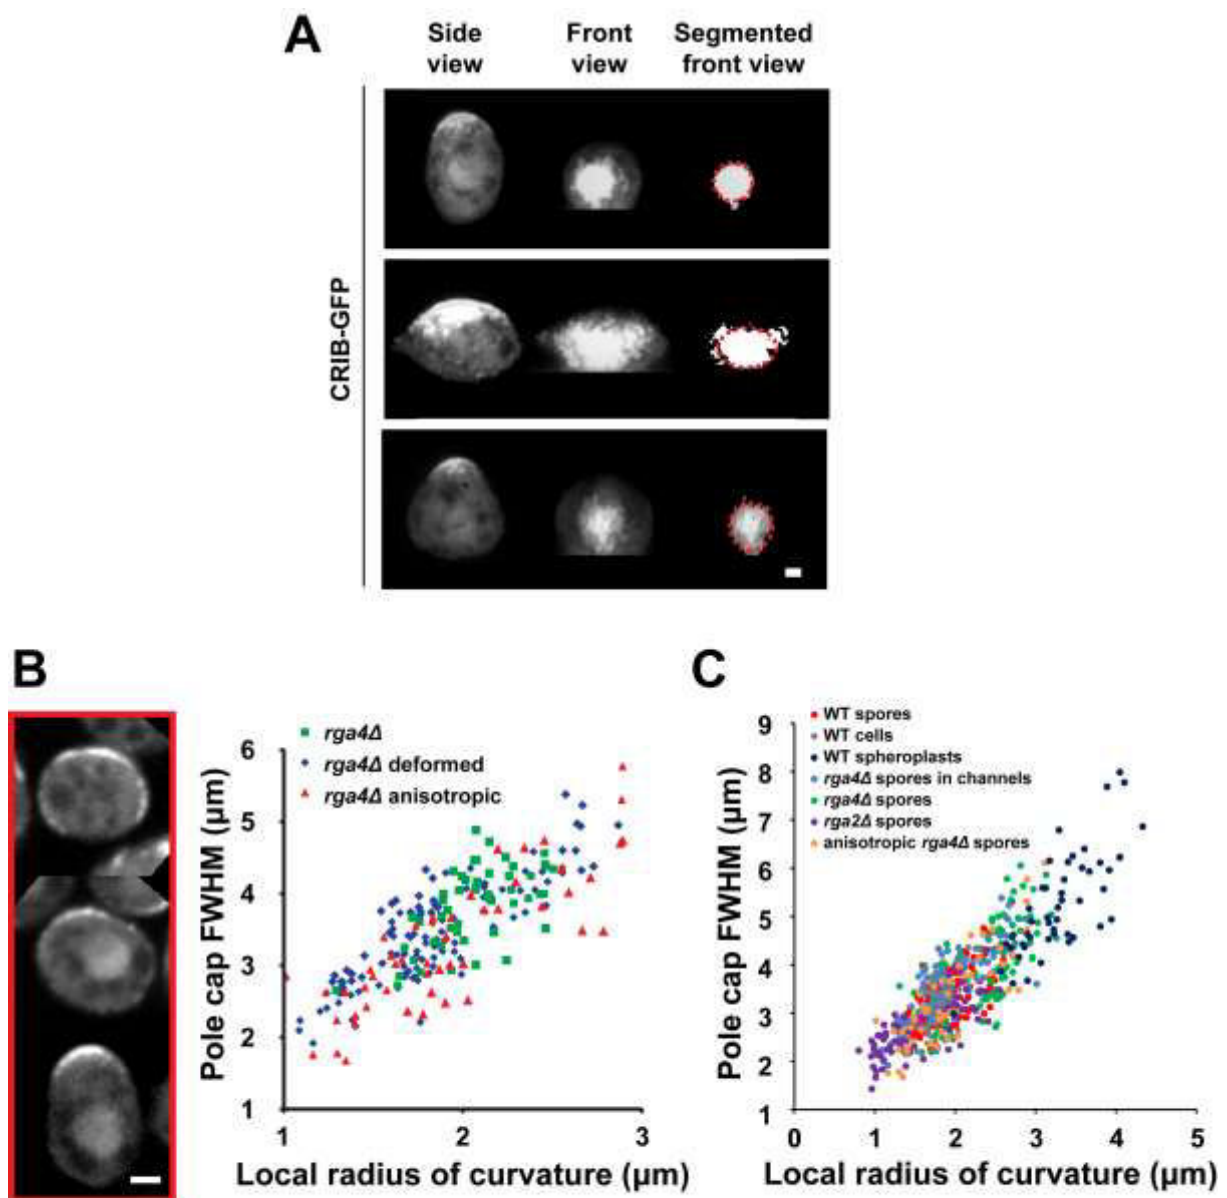 A
Side view
Front view
Segmented front view
CRIB-GFP
B
rga4Δ
rga4Δ deformed
rga4Δ anisotropic
6
5
4
3
2
1
1
2
3
Pole cap FWHM (μm)
Local radius of curvature (μm)
C
WT spores
WT cells
WT spheroplasts
rga4Δ spores in channels
rga4Δ spores
rga2Δ spores
anisotropic rga4Δ spores
9
8
7
6
5
4
3
2
1
0
1
2
3
4
5
Pole cap FWHM (μm)
Local radius of curvature (μm)